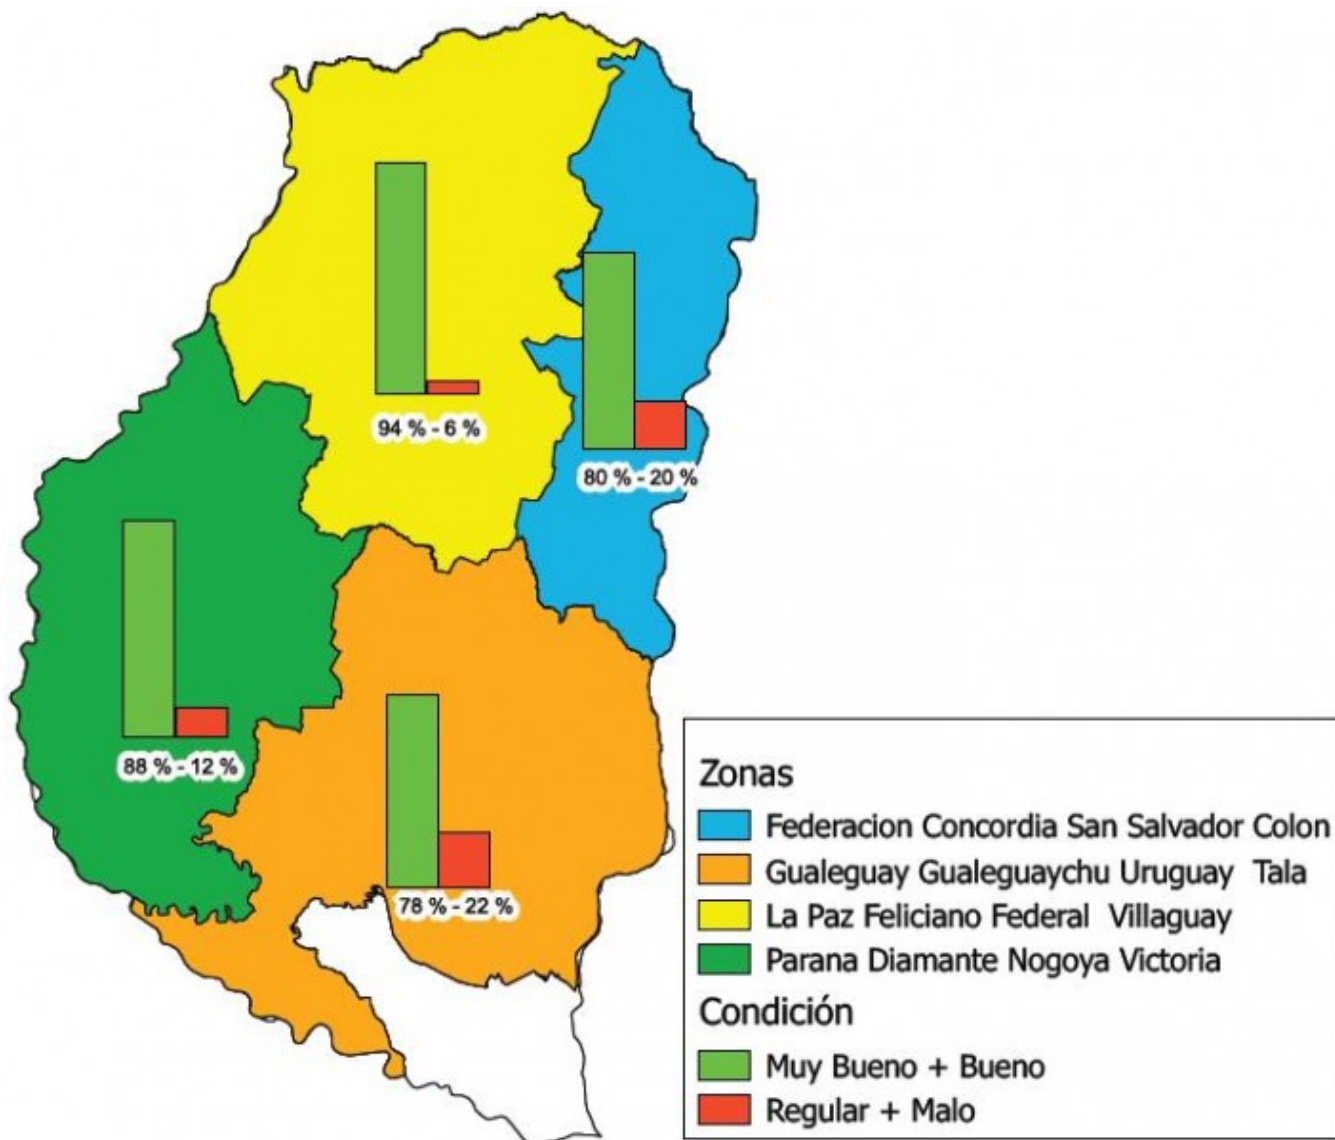 94 % - 6 %
80 % - 20 %
88 % - 12 %
78 % - 22 %
Zonas
Federacion Concordia San Salvador Colon
Gualeguay Gualeguaychu Uruguay Tala
La Paz Feliciano Federal Villaguay
Parana Diamante Nogoya Victoria
Condición
Muy Bueno + Bueno
Regular + Malo